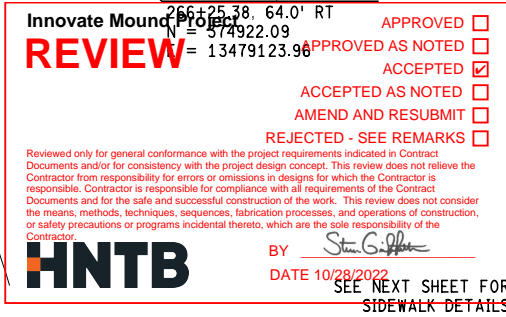 266+25.38, 64.0' RT
Innovate Mound Project
N = 374922.09
REVIEW
E = 13479123.96
APPROVED
APPROVED AS NOTED
ACCEPTED ✔
ACCEPTED AS NOTED
AMEND AND RESUBMIT
REJECTED - SEE REMARKS
Reviewed only for general conformance with the project requirements indicated in Contract
Documents and/or for consistency with the project design concept. This review does not relieve the
Contractor from responsibility for errors or omissions in designs for which the Contractor is
responsible. Contractor is responsible for compliance with all requirements of the Contract
Documents and for the safe and successful construction of the work. This review does not consider
the means, methods, techniques, sequences, fabrication processes, and operations of construction,
or safety precautions or programs incidental thereto, which are the sole responsibility of the
Contractor.
HNTB
BY
DATE 10/28/2022
SEE NEXT SHEET FOR
SIDEWALK DETAILS